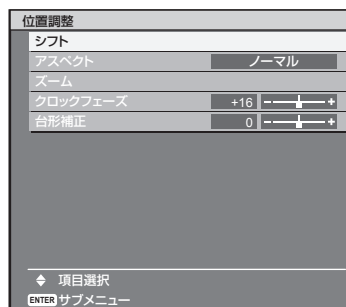 位置調整
シフト
アスペクト ノーマル
ズーム
クロックフェーズ +16 - +
台形補正 0 - +
項目選択
ENTER サブメニュー